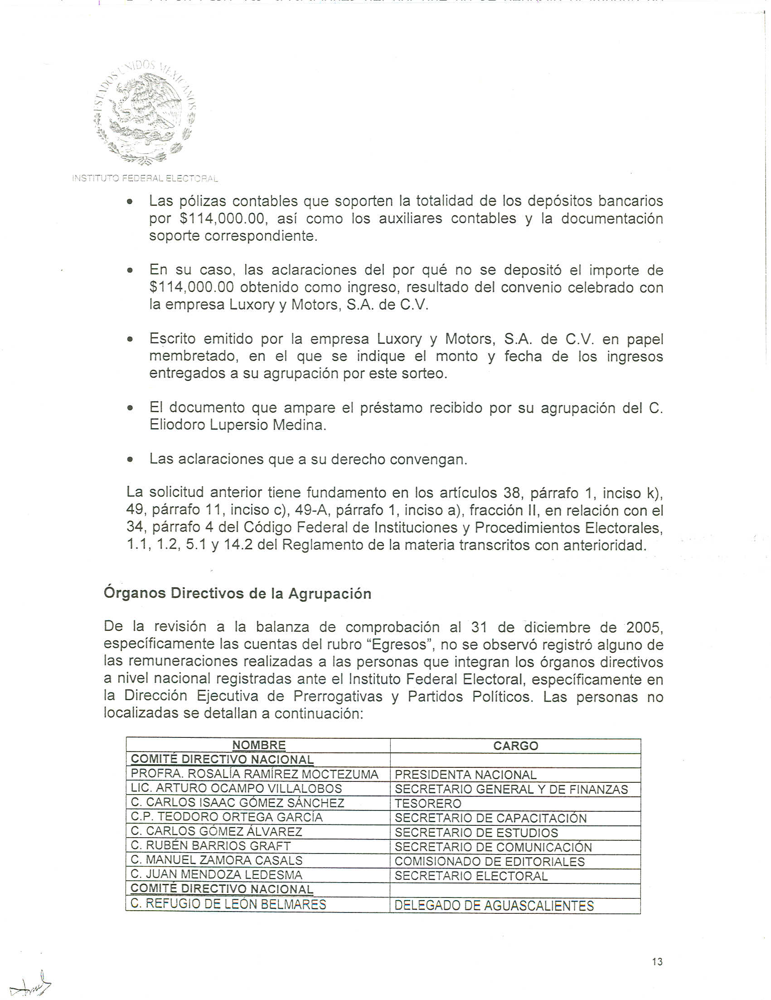 ESTADOS UNIDOS MEXICANOS
INSTITUTO FEDERAL ELECTORAL
• Las pólizas contables que soporten la totalidad de los depósitos bancarios
por $114,000.00, así como los auxiliares contables y la documentación
soporte correspondiente.
• En su caso, las aclaraciones del por qué no se depositó el importe de
$114,000.00 obtenido como ingreso, resultado del convenio celebrado con
la empresa Luxory y Motors, S.A. de C.V.
• Escrito emitido por la empresa Luxory y Motors, S.A. de C.V. en papel
membretado, en el que se indique el monto y fecha de los ingresos
entregados a su agrupación por este sorteo.
• El documento que ampare el préstamo recibido por su agrupación del C.
Eliodoro Lupersio Medina.
• Las aclaraciones que a su derecho convengan.
La solicitud anterior tiene fundamento en los artículos 38, párrafo 1, inciso k),
49, párrafo 11, inciso c), 49-A, párrafo 1, inciso a), fracción II, en relación con el
34, párrafo 4 del Código Federal de Instituciones y Procedimientos Electorales,
1.1, 1.2, 5.1 y 14.2 del Reglamento de la materia transcritos con anterioridad.
Órganos Directivos de la Agrupación
De la revisión a la balanza de comprobación al 31 de diciembre de 2005,
específicamente las cuentas del rubro “Egresos”, no se observó registró alguno de
las remuneraciones realizadas a las personas que integran los órganos directivos
a nivel nacional registradas ante el Instituto Federal Electoral, específicamente en
la Dirección Ejecutiva de Prerrogativas y Partidos Políticos. Las personas no
localizadas se detallan a continuación:
NOMBRE CARGO
COMITÉ DIRECTIVO NACIONAL
PROFRA. ROSALÍA RAMÍREZ MOCTEZUMA PRESIDENTA NACIONAL
LIC. ARTURO OCAMPO VILLALOBOS SECRETARIO GENERAL Y DE FINANZAS
C. CARLOS ISAAC GÓMEZ SÁNCHEZ TESORERO
C.P. TEODORO ORTEGA GARCÍA SECRETARIO DE CAPACITACIÓN
C. CARLOS GÓMEZ ÁLVAREZ SECRETARIO DE ESTUDIOS
C. RUBÉN BARRIOS GRAFT SECRETARIO DE COMUNICACIÓN
C. MANUEL ZAMORA CASALS COMISIONADO DE EDITORIALES
C. JUAN MENDOZA LEDESMA SECRETARIO ELECTORAL
COMITÉ DIRECTIVO NACIONAL
C. REFUGIO DE LEÓN BELMARES DELEGADO DE AGUASCALIENTES
13